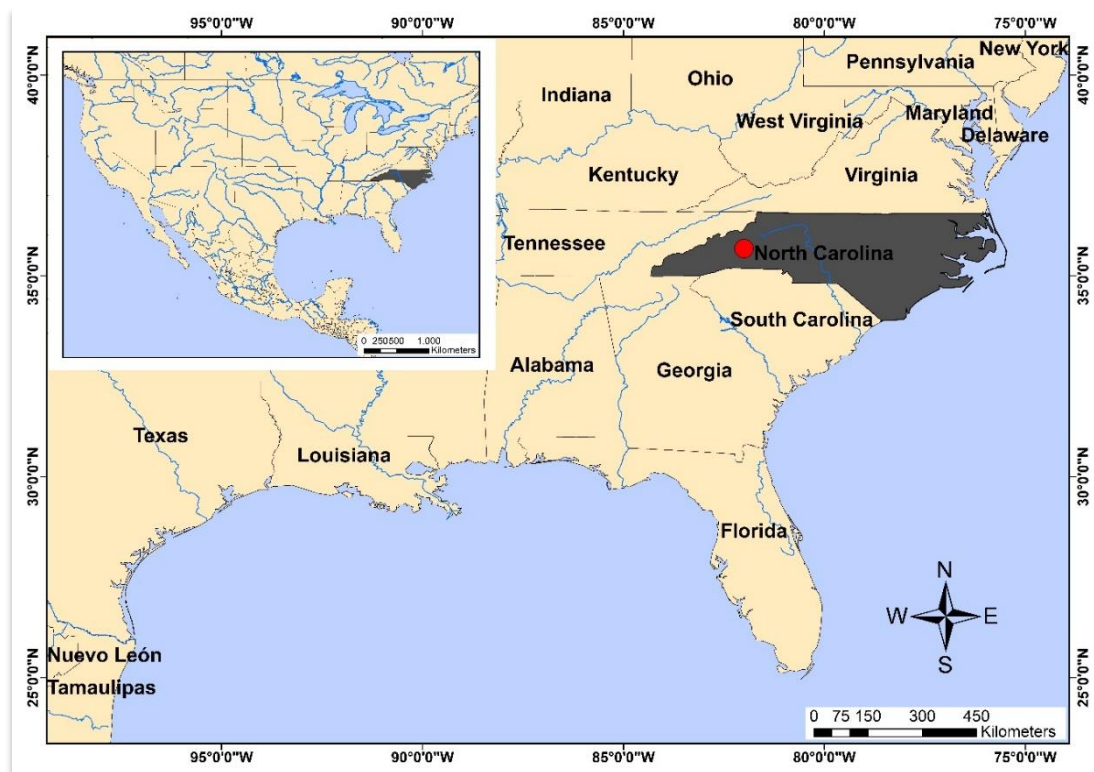 95°0'0"W 90°0'0"W 85°0'0"W 80°0'0"W 75°0'0"W
40°0'0"N
35°0'0"N
30°0'0"N
25°0'0"N
0 250500 1.000
Kilometers
New York
Pennsylvania
Ohio
Indiana
Maryland
West Virginia
Delaware
Kentucky
Virginia
Tennessee
North Carolina
South Carolina
Alabama
Georgia
Texas
Louisiana
Florida
Nuevo León
Tamaulipas
N
W E
S
0 75 150 300 450
Kilometers
40°0'0"N
35°0'0"N
30°0'0"N
25°0'0"N
95°0'0"W 90°0'0"W 85°0'0"W 80°0'0"W 75°0'0"W